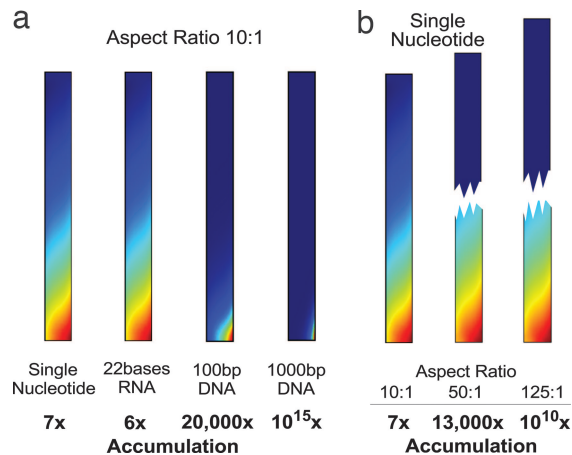 a
Aspect Ratio 10:1
Single
Nucleotide
22bases
RNA
100bp
DNA
1000bp
DNA
7x
6x
20,000x
10¹⁵x
Accumulation
b
Single
Nucleotide
Aspect Ratio
10:1
50:1
125:1
7x
13,000x
10¹⁰x
Accumulation